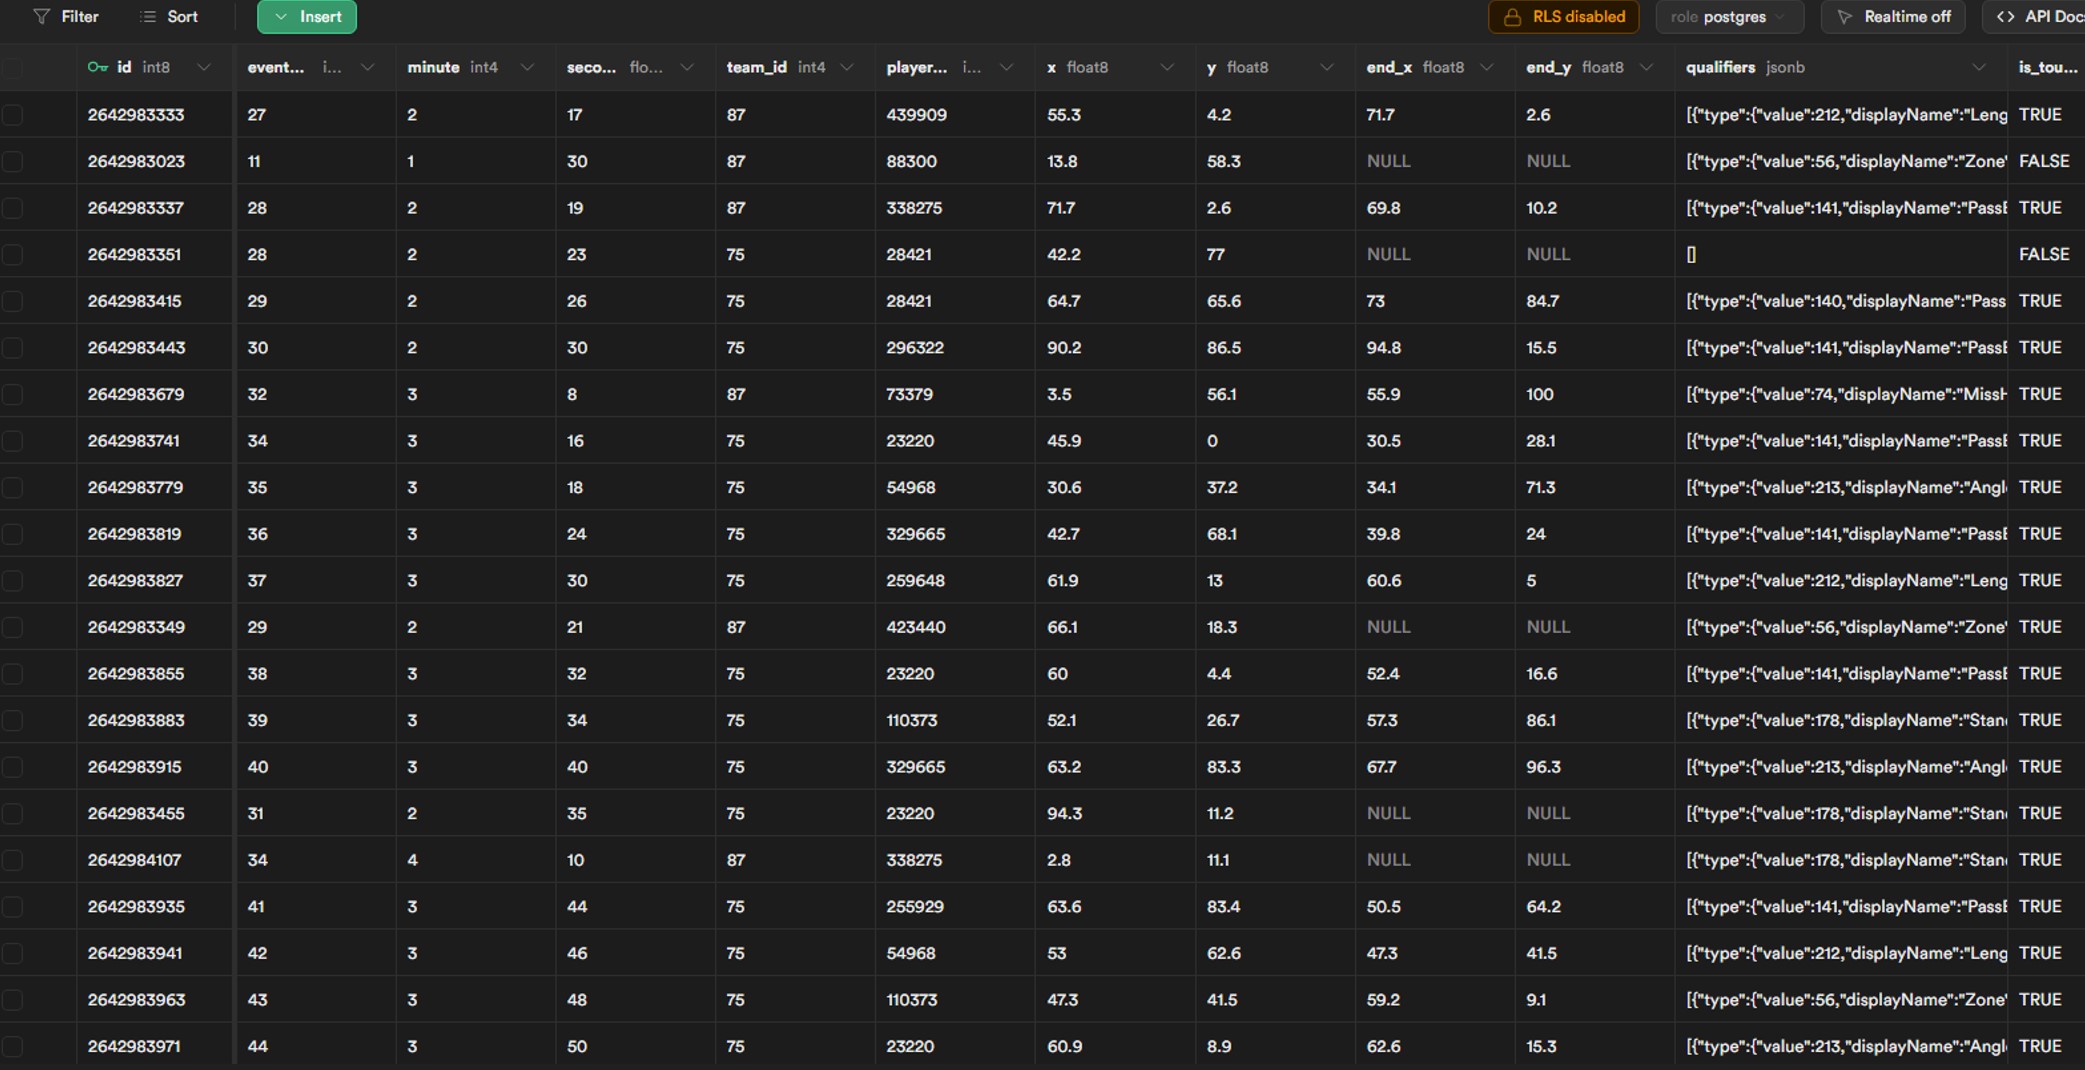 Filter Sort Insert RLS disabled role postgres Realtime off API Doc
id int8 event... i... minute int4 seco... flo... team_id int4 player... i... x float8 y float8 end_x float8 end_y float8 qualifiers jsonb is_tou...
2642983333 27 2 17 87 439909 55.3 4.2 71.7 2.6 [{"type":{"value":212,"displayName":"Leng TRUE
2642983023 11 1 30 87 88300 13.8 58.3 NULL NULL [{"type":{"value":56,"displayName":"Zone" FALSE
2642983337 28 2 19 87 338275 71.7 2.6 69.8 10.2 [{"type":{"value":141,"displayName":"PassE TRUE
2642983351 28 2 23 75 28421 42.2 77 NULL NULL [] FALSE
2642983415 29 2 26 75 28421 64.7 65.6 73 84.7 [{"type":{"value":140,"displayName":"Pass TRUE
2642983443 30 2 30 75 296322 90.2 86.5 94.8 15.5 [{"type":{"value":141,"displayName":"PassE TRUE
2642983679 32 3 8 87 73379 3.5 56.1 55.9 100 [{"type":{"value":74,"displayName":"MissH TRUE
2642983741 34 3 16 75 23220 45.9 0 30.5 28.1 [{"type":{"value":141,"displayName":"PassE TRUE
2642983779 35 3 18 75 54968 30.6 37.2 34.1 71.3 [{"type":{"value":213,"displayName":"Angl TRUE
2642983819 36 3 24 75 329665 42.7 68.1 39.8 24 [{"type":{"value":141,"displayName":"PassE TRUE
2642983827 37 3 30 75 259648 61.9 13 60.6 5 [{"type":{"value":212,"displayName":"Leng TRUE
2642983349 29 2 21 87 423440 66.1 18.3 NULL NULL [{"type":{"value":56,"displayName":"Zone" TRUE
2642983855 38 3 32 75 23220 60 4.4 52.4 16.6 [{"type":{"value":141,"displayName":"PassE TRUE
2642983883 39 3 34 75 110373 52.1 26.7 57.3 86.1 [{"type":{"value":178,"displayName":"Stan TRUE
2642983915 40 3 40 75 329665 63.2 83.3 67.7 96.3 [{"type":{"value":213,"displayName":"Angl TRUE
2642983455 31 2 35 75 23220 94.3 11.2 NULL NULL [{"type":{"value":178,"displayName":"Stan TRUE
2642984107 34 4 10 87 338275 2.8 11.1 NULL NULL [{"type":{"value":178,"displayName":"Stan TRUE
2642983935 41 3 44 75 255929 63.6 83.4 50.5 64.2 [{"type":{"value":141,"displayName":"PassE TRUE
2642983941 42 3 46 75 54968 53 62.6 47.3 41.5 [{"type":{"value":212,"displayName":"Leng TRUE
2642983963 43 3 48 75 110373 47.3 41.5 59.2 9.1 [{"type":{"value":56,"displayName":"Zone" TRUE
2642983971 44 3 50 75 23220 60.9 8.9 62.6 15.3 [{"type":{"value":213,"displayName":"Angl TRUE